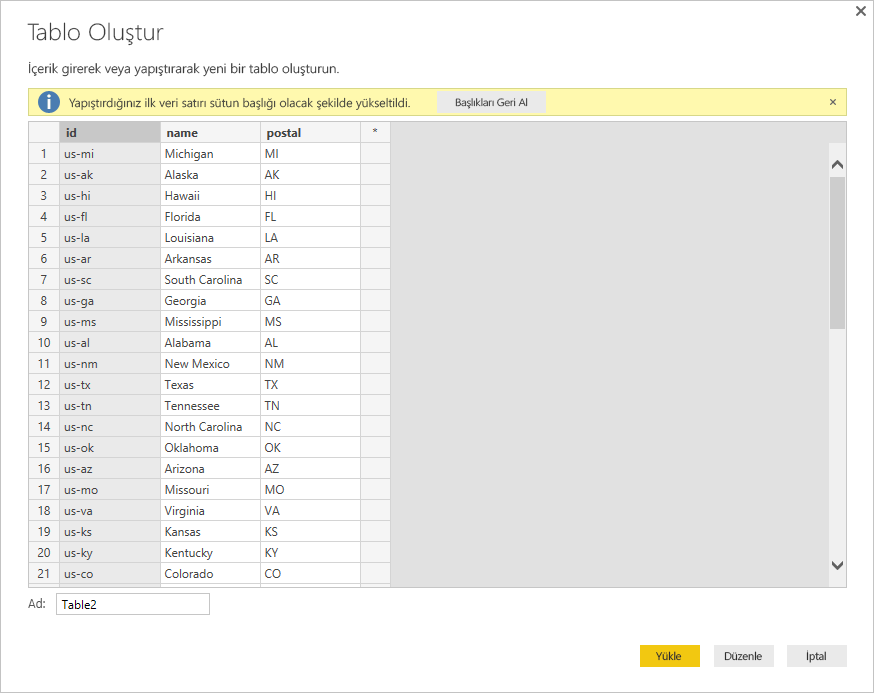 Tablo Oluştur
İçerik girerek veya yapıştırarak yeni bir tablo oluşturun.
Yapıştırdığınız ilk veri satırı sütun başlığı olacak şekilde yükseltildi. Başlıkları Geri Al
id name postal *
1 us-mi Michigan MI
2 us-ak Alaska AK
3 us-hi Hawaii HI
4 us-fl Florida FL
5 us-la Louisiana LA
6 us-ar Arkansas AR
7 us-sc South Carolina SC
8 us-ga Georgia GA
9 us-ms Mississippi MS
10 us-al Alabama AL
11 us-nm New Mexico NM
12 us-tx Texas TX
13 us-tn Tennessee TN
14 us-nc North Carolina NC
15 us-ok Oklahoma OK
16 us-az Arizona AZ
17 us-mo Missouri MO
18 us-va Virginia VA
19 us-ks Kansas KS
20 us-ky Kentucky KY
21 us-co Colorado CO
Ad: Table2
Yükle Düzenle İptal